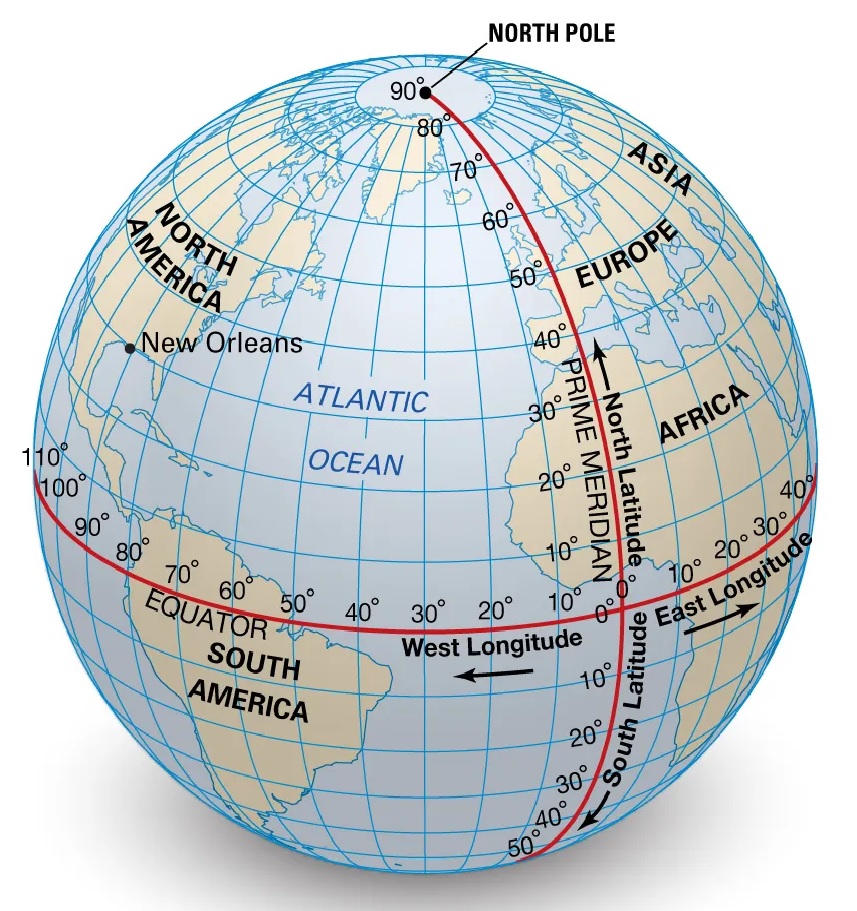 NORTH POLE
90°
80°
70°
60°
50°
40°
30°
20°
10°
0°
ASIA
EUROPE
NORTH
AMERICA
New Orleans
ATLANTIC
OCEAN
AFRICA
PRIME MERIDIAN
North Latitude
110°
100°
90°
80°
70°
60°
50°
40°
30°
20°
10°
0°
10°
20°
30°
40°
EQUATOR
West Longitude
East Longitude
SOUTH
AMERICA
South Latitude
10°
20°
30°
40°
50°